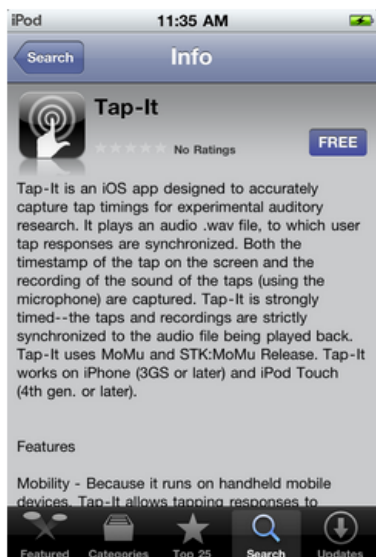 iPod 11:35 AM
Search Info
Tap-It
No Ratings FREE
Tap-It is an iOS app designed to accurately
capture tap timings for experimental auditory
research. It plays an audio .wav file, to which user
tap responses are synchronized. Both the
timestamp of the tap on the screen and the
recording of the sound of the taps (using the
microphone) are captured. Tap-It is strongly
timed--the taps and recordings are strictly
synchronized to the audio file being played back.
Tap-It uses MoMu and STK:MoMu Release. Tap-It
works on iPhone (3GS or later) and iPod Touch
(4th gen. or later).
Features
Mobility - Because it runs on handheld mobile
devices, Tap-It allows tapping responses to
Featured Categories Top 25 Search Updates